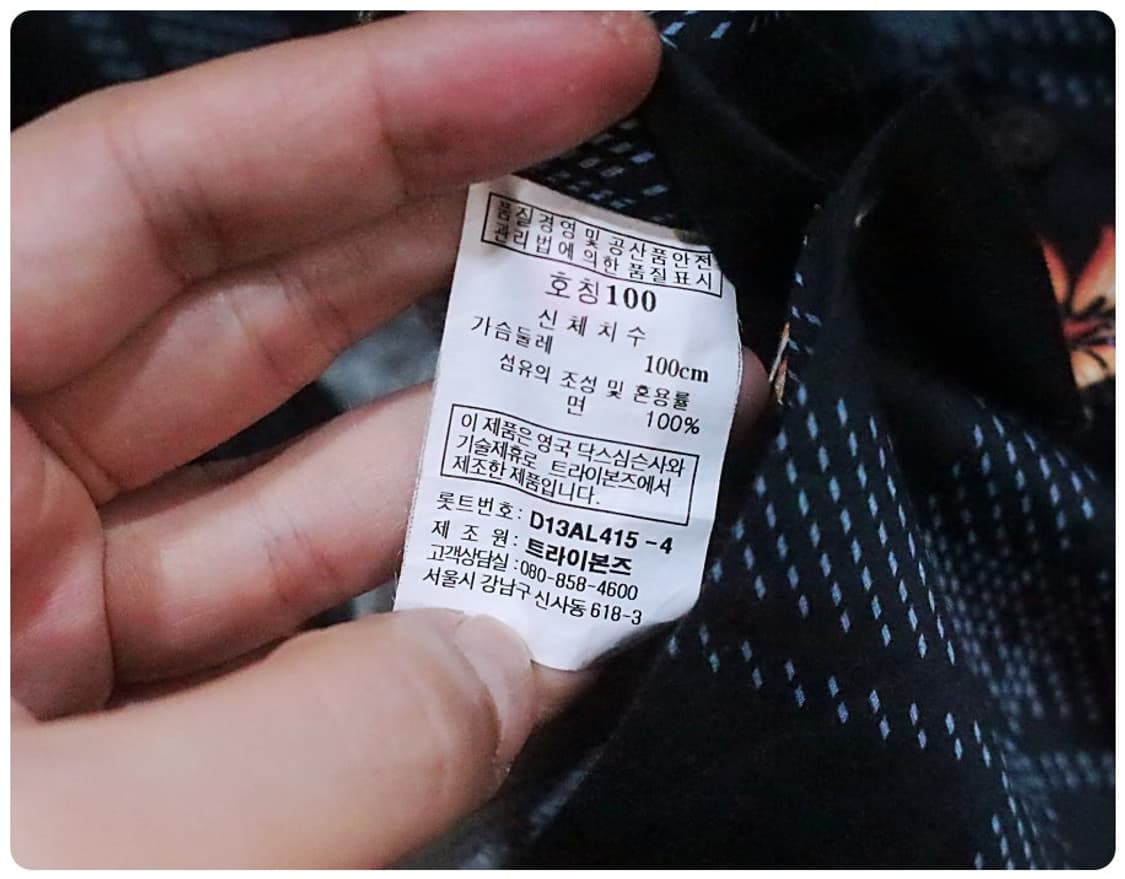 품질경영 및 공산품안전
관리법에 의한 품질표시
호칭100
신 체 치 수
가슴둘레 100cm
섬유의 조성 및 혼용률
면 100%
이 제품은 영국 닥스심슨사와
기술제휴로 트라이본즈에서
제조한 제품입니다.
롯트번호: D13AL415 -4
제 조 원: 트라이본즈
고객상담실 :080-858-4600
서울시 강남구 신사동 618-3